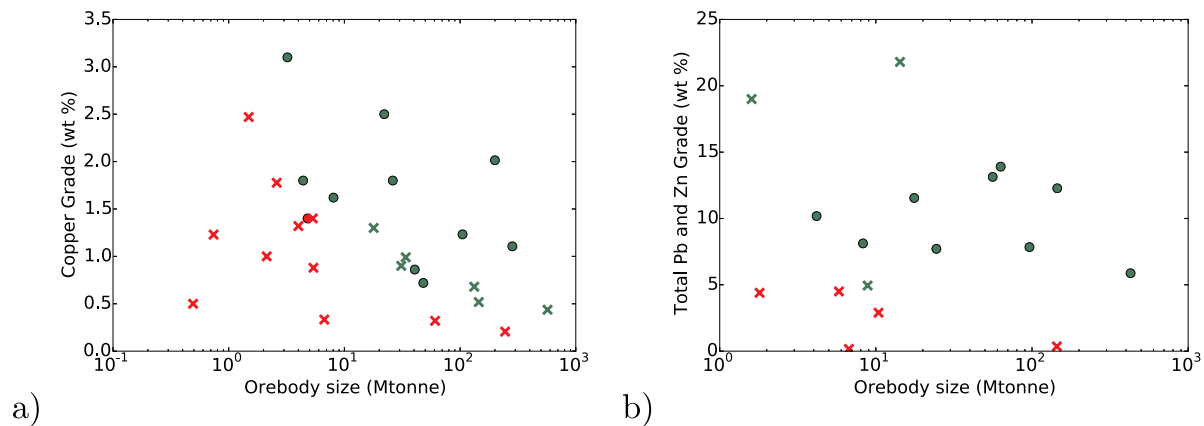 3.5
3.0
2.5
2.0
1.5
1.0
0.5
0.0
Copper Grade (wt %)
10⁻¹ 10⁰ 10¹ 10² 10³
Orebody size (Mtonne)
a)
25
20
15
10
5
0
Total Pb and Zn Grade (wt %)
10⁰ 10¹ 10² 10³
Orebody size (Mtonne)
b)